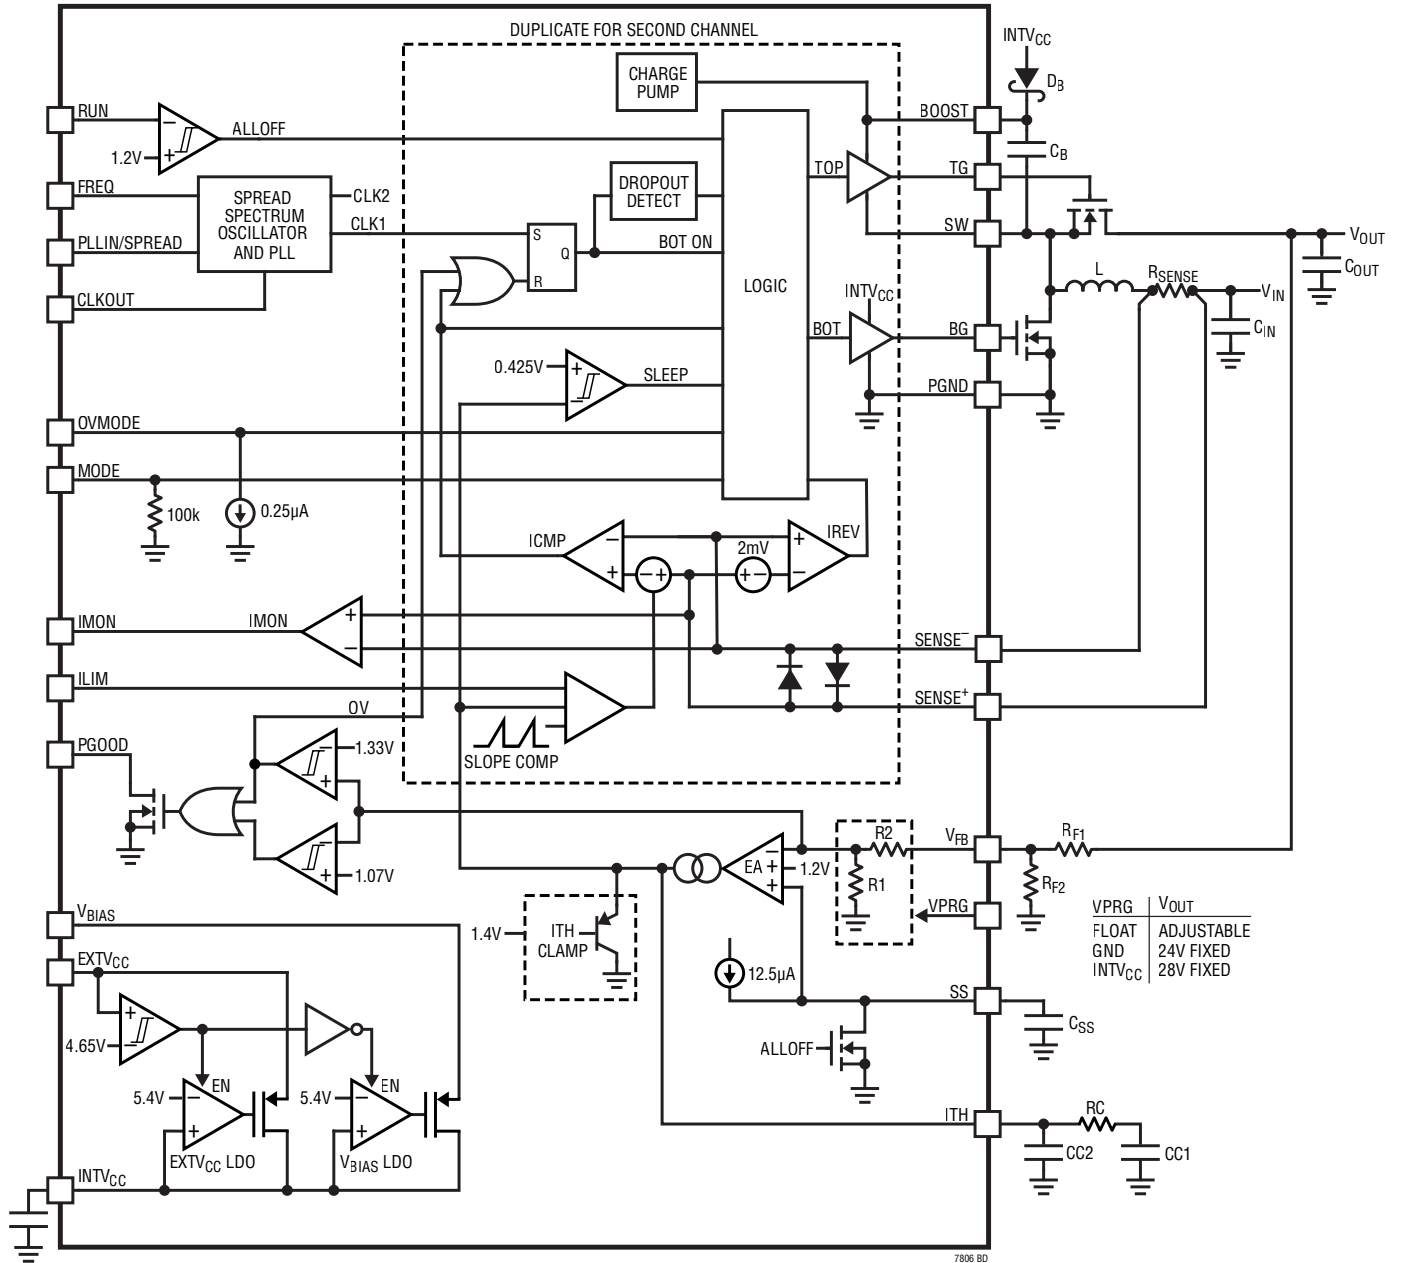 DUPLICATE FOR SECOND CHANNEL
INTVCC
CHARGE
PUMP
DB
RUN
ALLOFF
BOOST
1.2V
CB
FREQ
SPREAD
SPECTRUM
OSCILLATOR
AND PLL
CLK2
CLK1
DROPOUT
DETECT
TOP
TG
PLLIN/SPREAD
S
Q
R
BOT ON
SW
VOUT
COUT
CLKOUT
LOGIC
INTVCC
L
RSENSE
VIN
CIN
BOT
BG
0.425V
SLEEP
PGND
OVMODE
MODE
100k
0.25µA
ICMP
2mV
IREV
IMON
IMON
SENSE–
ILIM
SENSE+
OV
SLOPE COMP
PGOOD
1.33V
1.07V
R2
VFB
RF1
EA
1.2V
R1
RF2
VPRG
VPRG VOUT
FLOAT ADJUSTABLE
GND 24V FIXED
INTVCC 28V FIXED
VBIAS
1.4V
ITH
CLAMP
EXTVCC
12.5µA
SS
CSS
4.65V
ALLOFF
5.4V
EN
5.4V
EN
EXTVCC LDO
VBIAS LDO
ITH
RC
CC2
CC1
INTVCC
7806 BD